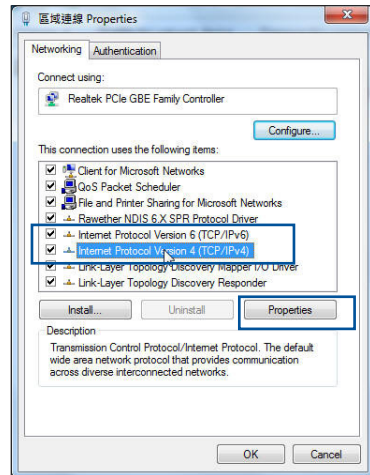 區域連線 Properties
Networking Authentication
Connect using:
Realtek PCIe GBE Family Controller
Configure...
This connection uses the following items:
Client for Microsoft Networks
QoS Packet Scheduler
File and Printer Sharing for Microsoft Networks
Rawether NDIS 6.X SPR Protocol Driver
Internet Protocol Version 6 (TCP/IPv6)
Internet Protocol Version 4 (TCP/IPv4)
Link-Layer Topology Discovery Mapper I/O Driver
Link-Layer Topology Discovery Responder
Install... Uninstall Properties
Description
Transmission Control Protocol/Internet Protocol. The default
wide area network protocol that provides communication
across diverse interconnected networks.
OK Cancel